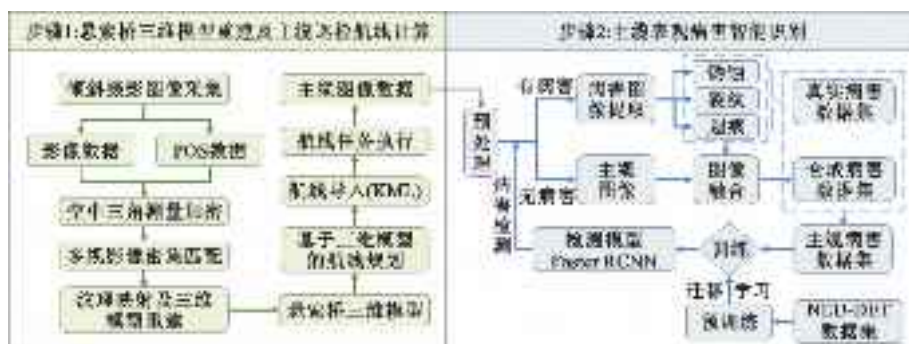 步骤1:悬索桥三维模型重建及主缆巡检航线计算
倾斜摄影图像采集
影像数据
POS数据
空中三角测量加密
多视影像密集匹配
纹理映射及三维
模型重建
悬索桥三维模型
基于三维模型
的航线规划
航线导入(KML)
航线任务执行
主缆图像数据
步骤2:主缆表观病害智能识别
预处理
有病害
病害图
像提取
锈蚀
裂纹
划痕
无病害
主缆
图像
图像
融合
真实病害
数据集
合成病害
数据集
主缆病害
数据集
训练
检测模型
Faster RCNN
病害检测
迁移 学习
预训练
NEU-DET
数据集